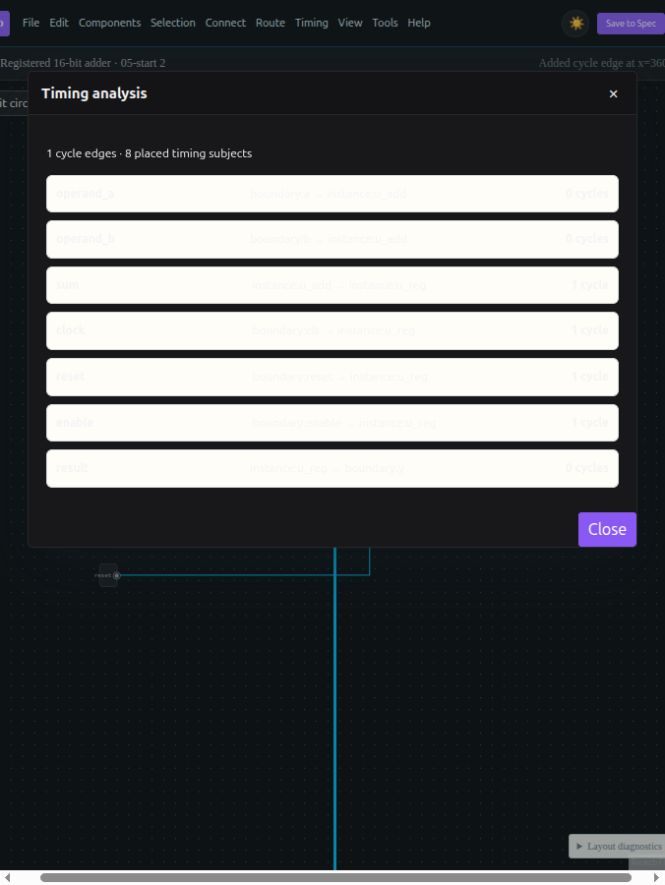 File Edit Components Selection Connect Route Timing View Tools Help
Save to Spec
Registered 16-bit adder · 05-start 2
Added cycle edge at x=360
it circ
Timing analysis ×
1 cycle edges · 8 placed timing subjects
operand_a boundary:a → instance:u_add 0 cycles
operand_b boundary:b → instance:u_add 0 cycles
sum instance:u_add → instance:u_reg 1 cycle
clock boundary:clk → instance:u_reg 1 cycle
reset boundary:reset → instance:u_reg 1 cycle
enable boundary:enable → instance:u_reg 1 cycle
result instance:u_reg → boundary:y 0 cycles
Close
reset
▶ Layout diagnostics